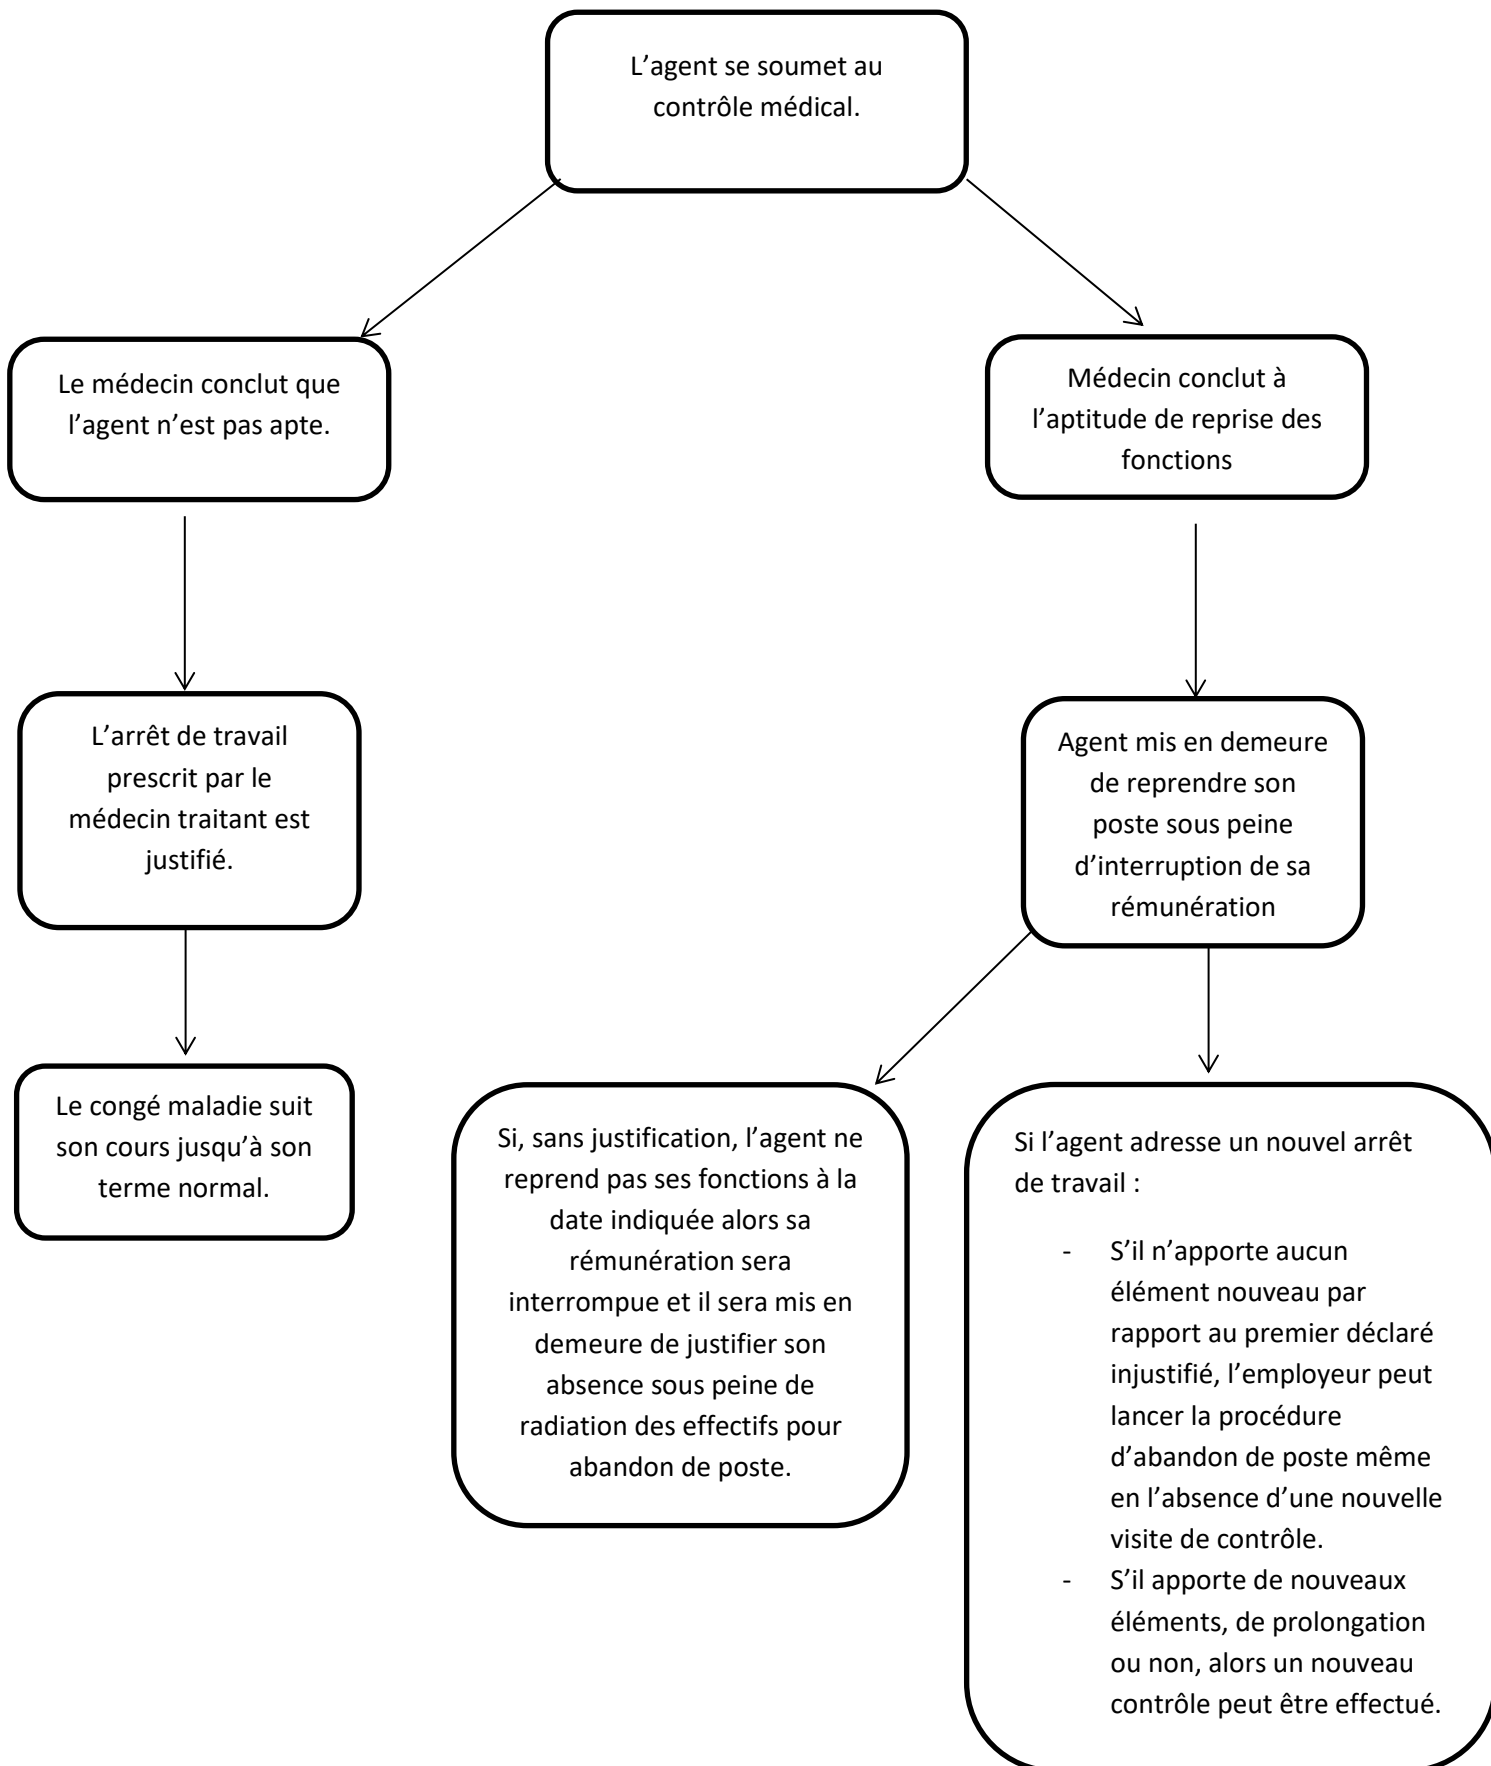 L’agent se soumet au
contrôle médical.
Le médecin conclut que
l’agent n’est pas apte.
Médecin conclut à
l’aptitude de reprise des
fonctions
L’arrêt de travail
prescrit par le
médecin traitant est
justifié.
Agent mis en demeure
de reprendre son
poste sous peine
d’interruption de sa
rémunération
Le congé maladie suit
son cours jusqu’à son
terme normal.
Si, sans justification, l’agent ne
reprend pas ses fonctions à la
date indiquée alors sa
rémunération sera
interrompue et il sera mis en
demeure de justifier son
absence sous peine de
radiation des effectifs pour
abandon de poste.
Si l’agent adresse un nouvel arrêt
de travail :
- S’il n’apporte aucun
élément nouveau par
rapport au premier déclaré
injustifié, l’employeur peut
lancer la procédure
d’abandon de poste même
en l’absence d’une nouvelle
visite de contrôle.
- S’il apporte de nouveaux
éléments, de prolongation
ou non, alors un nouveau
contrôle peut être effectué.